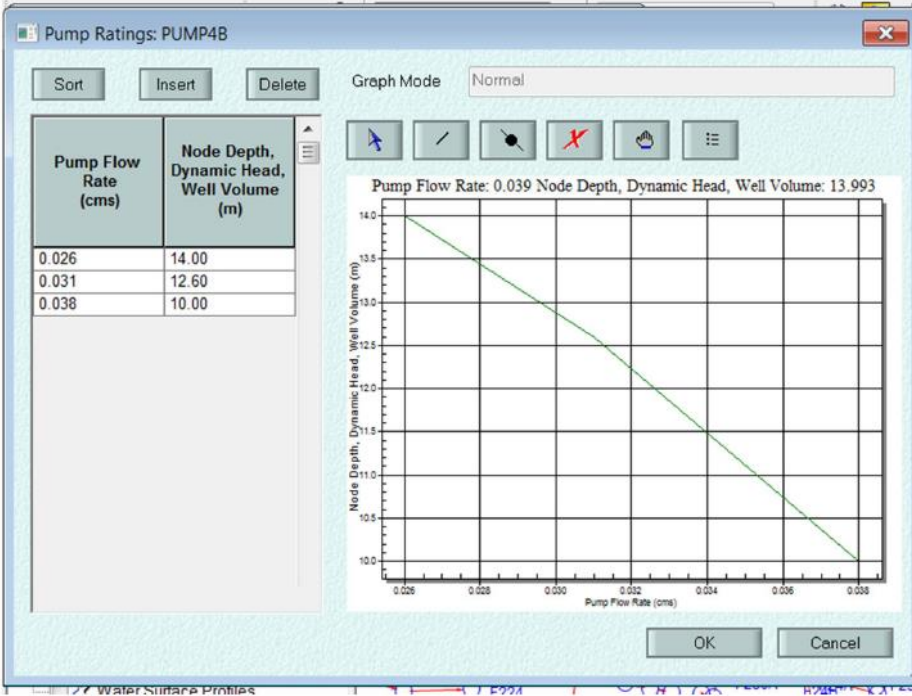 Pump Ratings: PUMP4B
Sort Insert Delete
Graph Mode Normal
Pump Flow Rate (cms)
Node Depth, Dynamic Head, Well Volume (m)
0.026 14.00
0.031 12.60
0.038 10.00
Pump Flow Rate: 0.039 Node Depth, Dynamic Head, Well Volume: 13.993
Node Depth, Dynamic Head, Well Volume (m)
14.0
13.5
13.0
12.5
12.0
11.5
11.0
10.5
10.0
0.026 0.028 0.030 0.032 0.034 0.036 0.038
Pump Flow Rate (cms)
OK Cancel
Water Surface Profiles